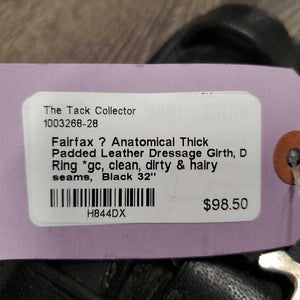 The Tack Collector
1003268-28
Fairfax ? Anatomical Thick
Padded Leather Dressage Girth, D
Ring *gc, clean, dirty & hairy
seams, Black 32"
H844DX
$98.50